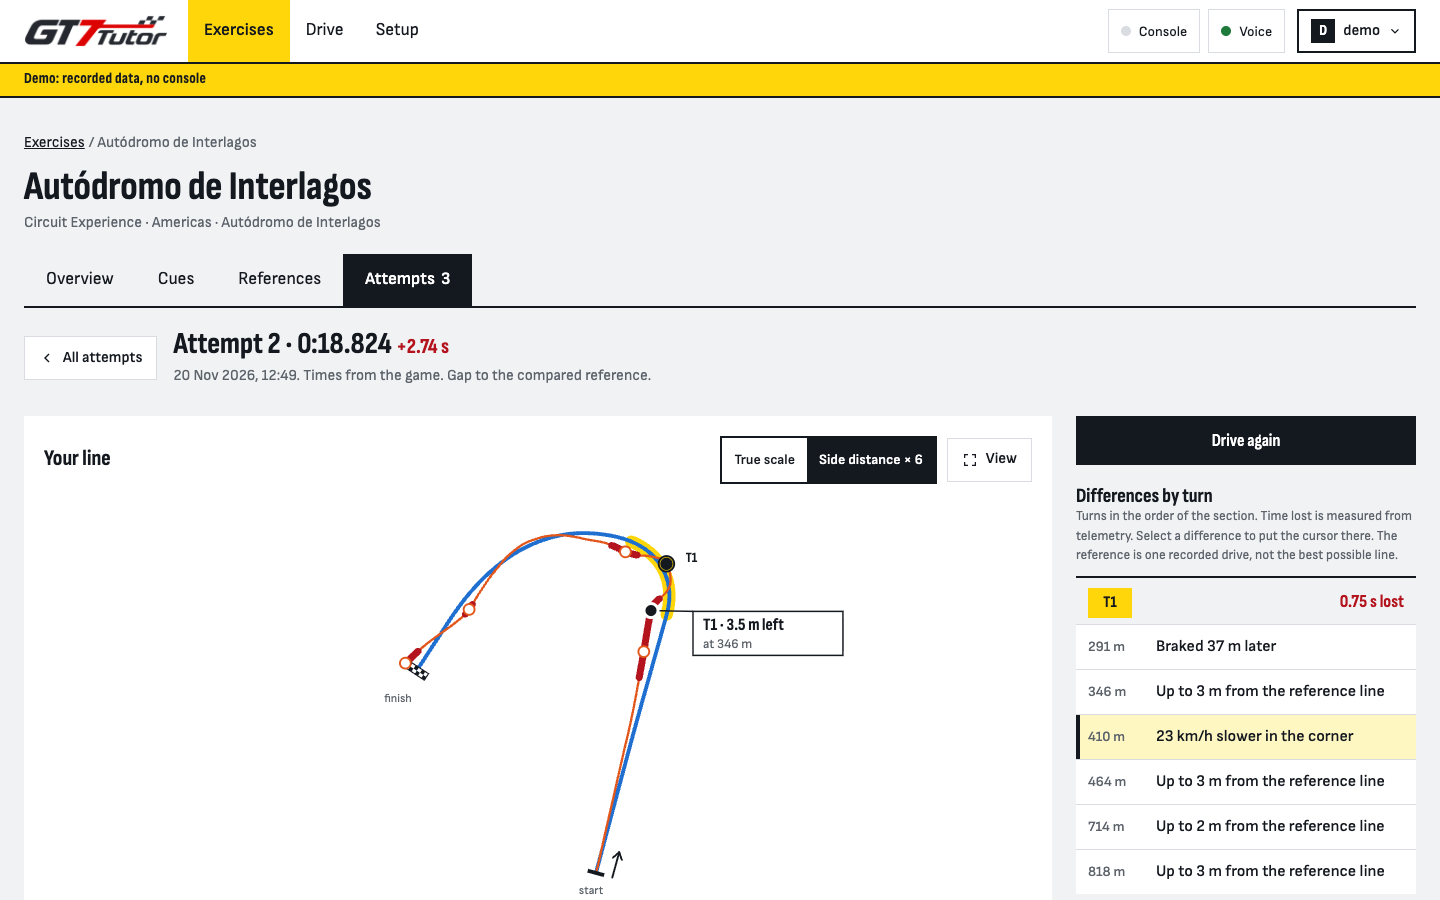 GT7Tutor
Exercises
Drive
Setup
Console
Voice
D
demo
Demo: recorded data, no console
Exercises / Autódromo de Interlagos
Autódromo de Interlagos
Circuit Experience · Americas · Autódromo de Interlagos
Overview
Cues
References
Attempts 3
All attempts
Attempt 2 · 0:18.824 +2.74 s
20 Nov 2026, 12:49. Times from the game. Gap to the compared reference.
Your line
True scale
Side distance × 6
View
T1
T1 · 3.5 m left
at 346 m
finish
start
Drive again
Differences by turn
Turns in the order of the section. Time lost is measured from
telemetry. Select a difference to put the cursor there. The
reference is one recorded drive, not the best possible line.
T1 0.75 s lost
291 m Braked 37 m later
346 m Up to 3 m from the reference line
410 m 23 km/h slower in the corner
464 m Up to 3 m from the reference line
714 m Up to 2 m from the reference line
818 m Up to 3 m from the reference line